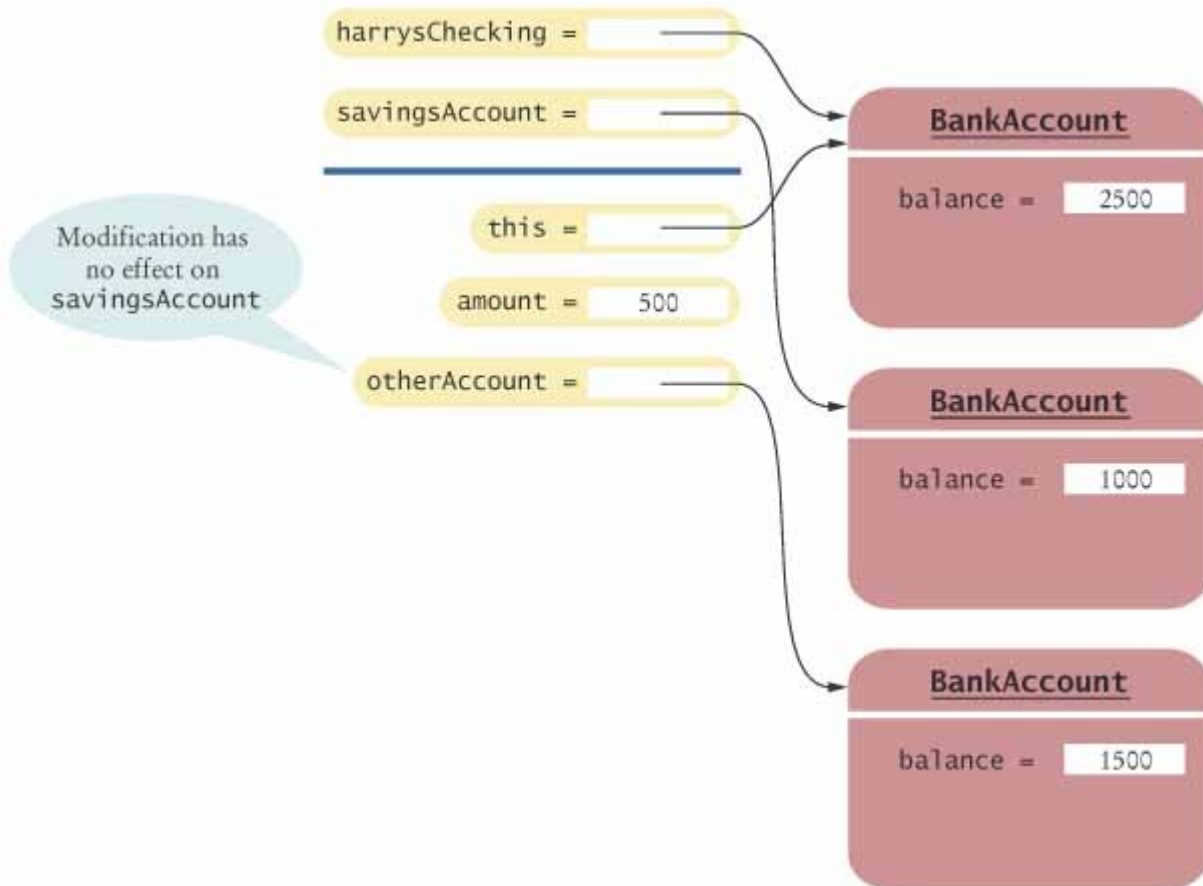 harrysChecking =
savingsAccount =
BankAccount
balance = 2500
this =
Modification has
no effect on
savingsAccount
amount = 500
otherAccount =
BankAccount
balance = 1000
BankAccount
balance = 1500